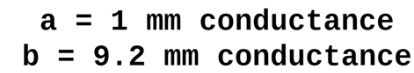 a = 1 mm conductance
b = 9.2 mm conductance